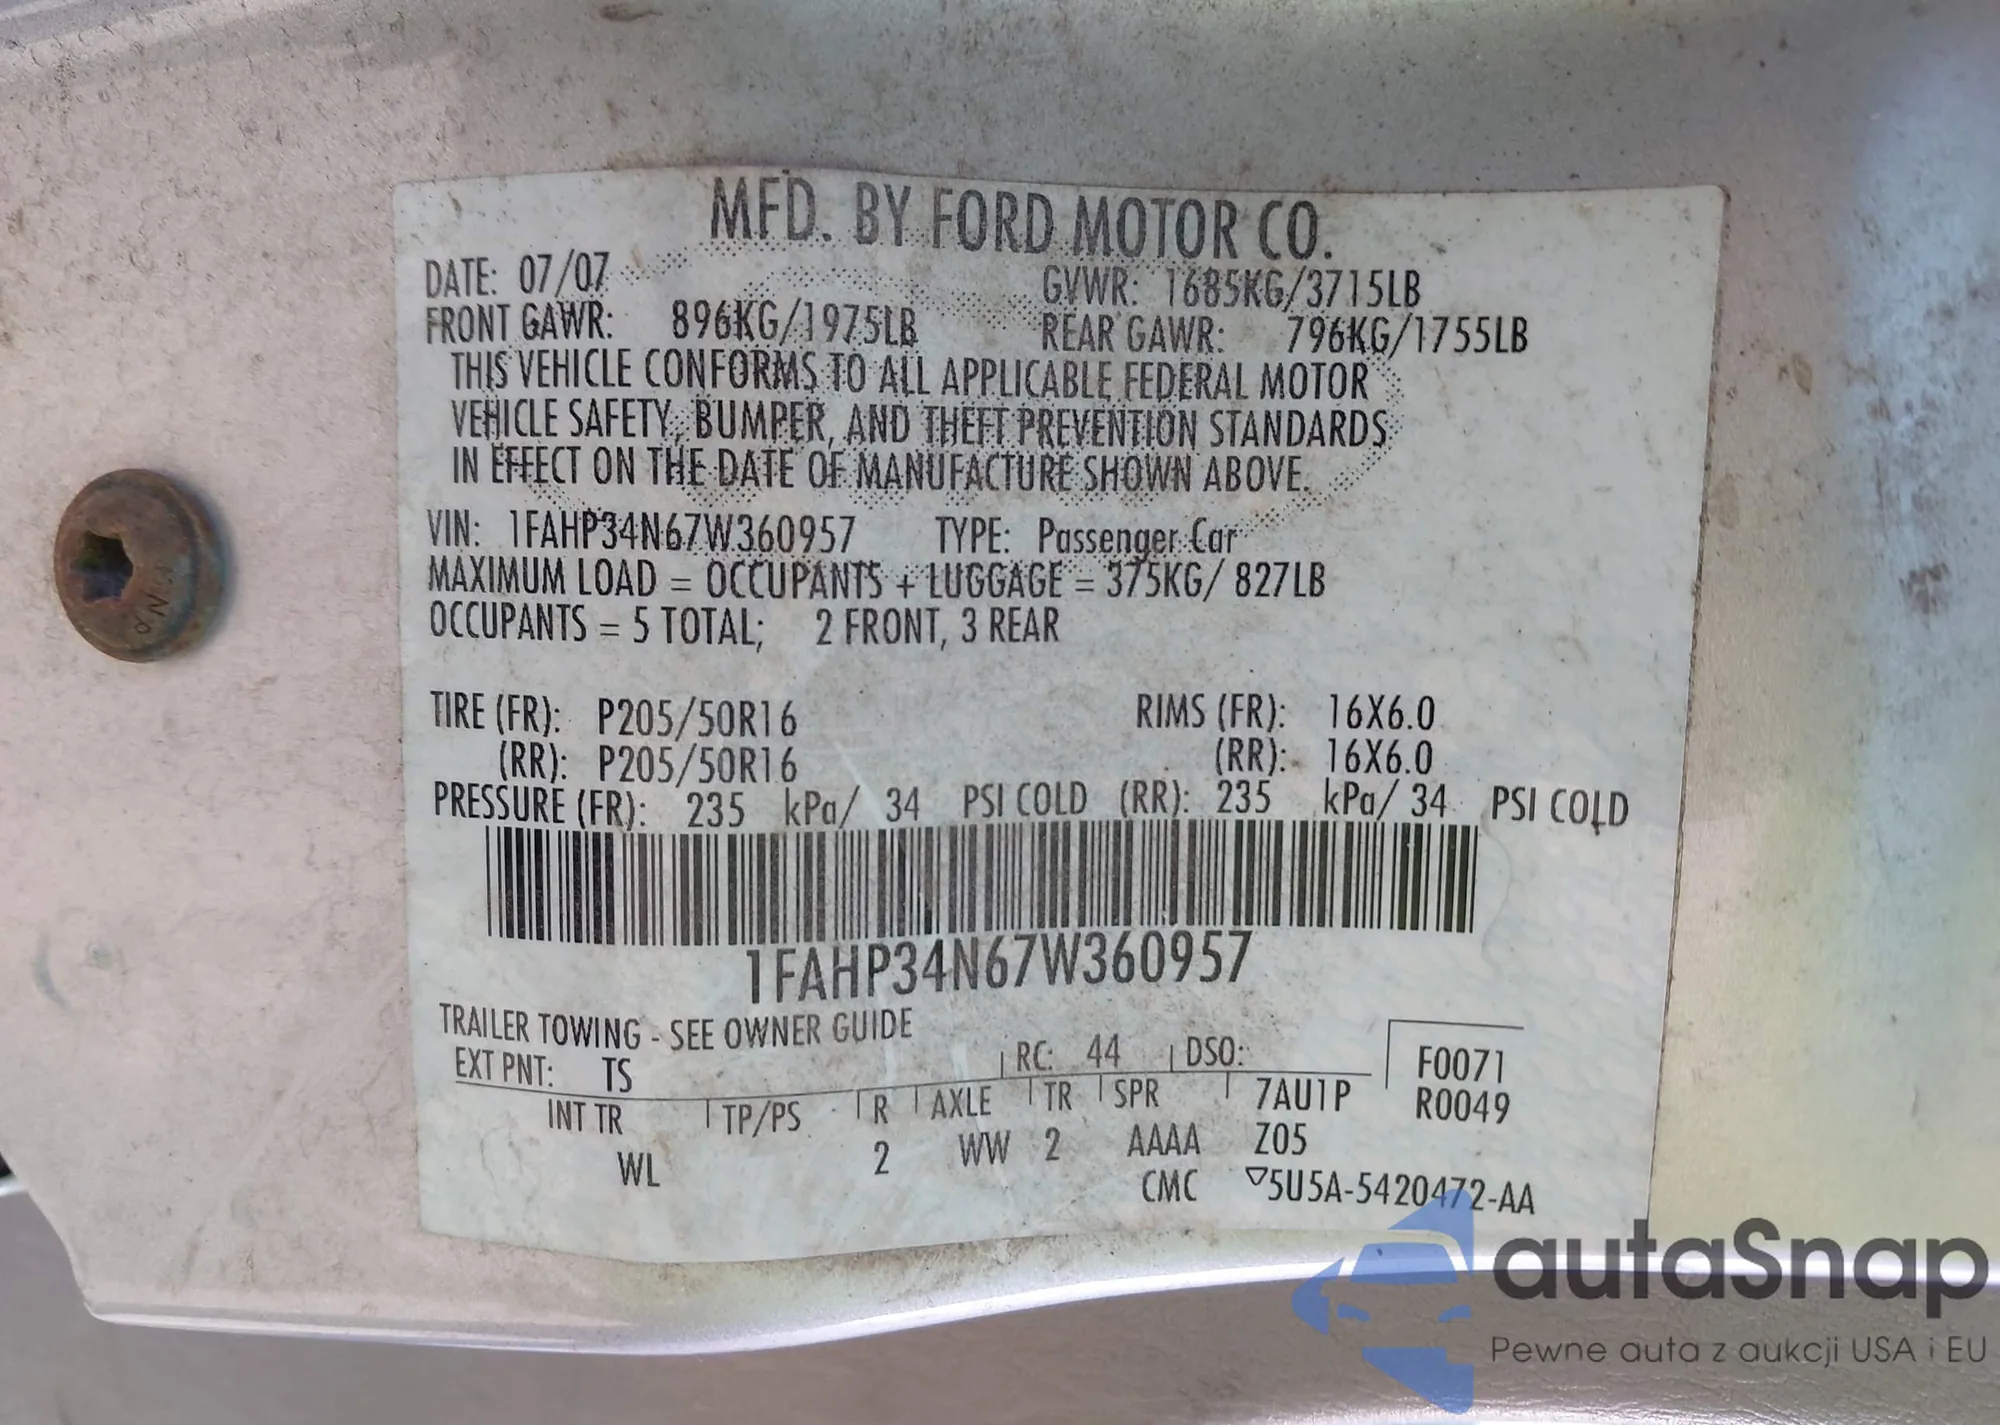 MFD. BY FORD MOTOR CO.
DATE: 07/07 GVWR: 1685KG/3715LB
FRONT GAWR: 896KG/1975LB REAR GAWR: 796KG/1755LB
THIS VEHICLE CONFORMS TO ALL APPLICABLE FEDERAL MOTOR
VEHICLE SAFETY, BUMPER, AND THEFT PREVENTION STANDARDS
IN EFFECT ON THE DATE OF MANUFACTURE SHOWN ABOVE.
VIN: 1FAHP34N67W360957 TYPE: Passenger Car
MAXIMUM LOAD = OCCUPANTS + LUGGAGE = 375KG/ 827LB
OCCUPANTS = 5 TOTAL; 2 FRONT, 3 REAR
TIRE (FR): P205/50R16 RIMS (FR): 16X6.0
(RR): P205/50R16 (RR): 16X6.0
PRESSURE (FR): 235 kPa/ 34 PSI COLD (RR): 235 kPa/ 34 PSI COLD
1FAHP34N67W360957
TRAILER TOWING - SEE OWNER GUIDE
EXT PNT: TS RC: 44 DSO: F0071
INT TR TP/PS R AXLE TR SPR 7AU1P R0049
WL 2 WW 2 AAAA Z05
CMC ▽5U5A-5420472-AA
autaSnap
Pewne auta z aukcji USA i EU